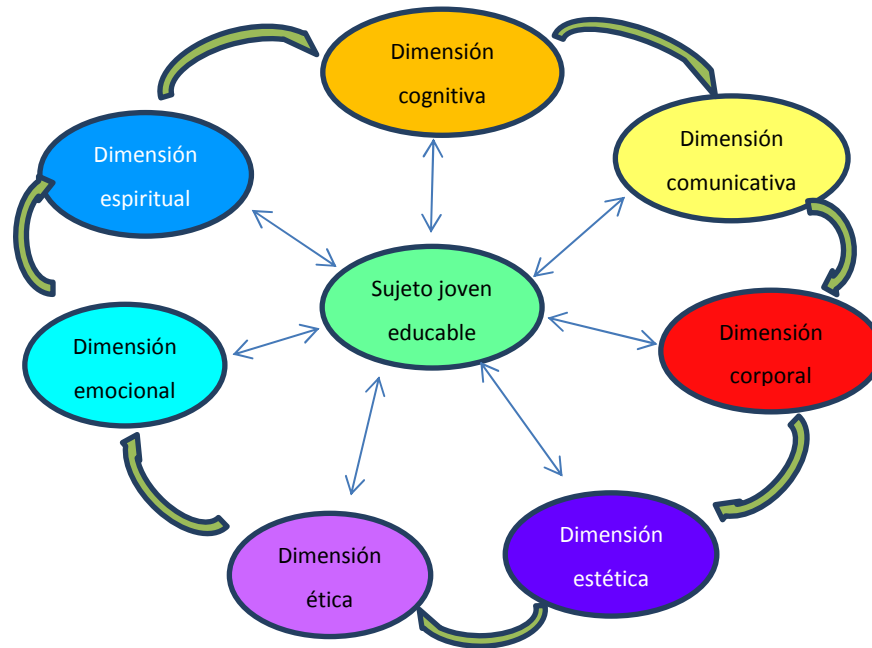 Dimensión
cognitiva
Dimensión
comunicativa
Dimensión
espiritual
Sujeto joven
educable
Dimensión
corporal
Dimensión
emocional
Dimensión
estética
Dimensión
ética